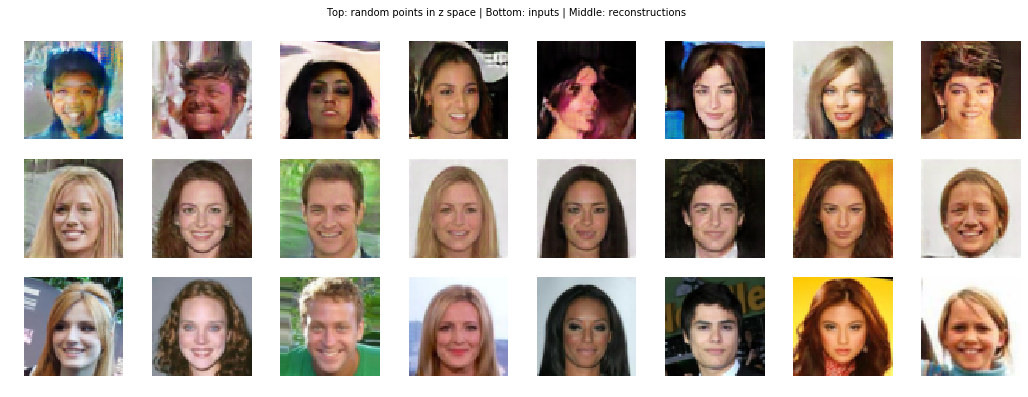 Top: random points in z space | Bottom: inputs | Middle: reconstructions